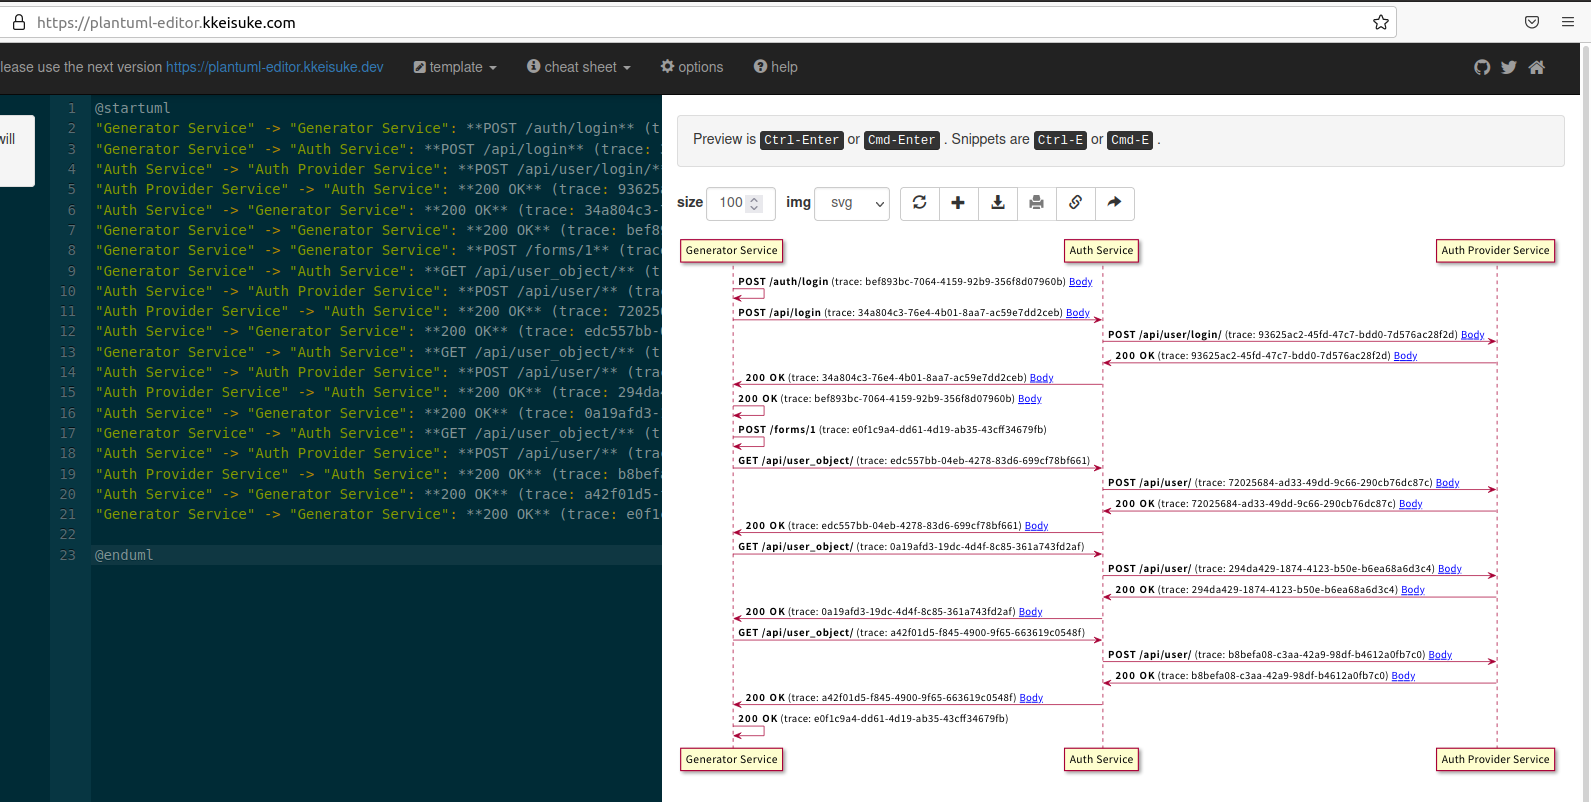 https://plantuml-editor.kkeisuke.com
lease use the next version https://plantuml-editor.kkeisuke.dev
template
cheat sheet
options
help
will
1 @startuml
2 "Generator Service" -> "Generator Service": **POST /auth/login** (t
3 "Generator Service" -> "Auth Service": **POST /api/login** (trace:
4 "Auth Service" -> "Auth Provider Service": **POST /api/user/login/*
5 "Auth Provider Service" -> "Auth Service": **200 OK** (trace: 93625a
6 "Auth Service" -> "Generator Service": **200 OK** (trace: 34a804c3-
7 "Generator Service" -> "Generator Service": **200 OK** (trace: bef89
8 "Generator Service" -> "Generator Service": **POST /forms/1** (trace
9 "Generator Service" -> "Auth Service": **GET /api/user_object/** (t
10 "Auth Service" -> "Auth Provider Service": **POST /api/user/** (tra
11 "Auth Provider Service" -> "Auth Service": **200 OK** (trace: 72025
12 "Auth Service" -> "Generator Service": **200 OK** (trace: edc557bb-
13 "Generator Service" -> "Auth Service": **GET /api/user_object/** (t
14 "Auth Service" -> "Auth Provider Service": **POST /api/user/** (tra
15 "Auth Provider Service" -> "Auth Service": **200 OK** (trace: 294da
16 "Auth Service" -> "Generator Service": **200 OK** (trace: 0a19afd3-
17 "Generator Service" -> "Auth Service": **GET /api/user_object/** (t
18 "Auth Service" -> "Auth Provider Service": **POST /api/user/** (tra
19 "Auth Provider Service" -> "Auth Service": **200 OK** (trace: b8befa
20 "Auth Service" -> "Generator Service": **200 OK** (trace: a42f01d5-
21 "Generator Service" -> "Generator Service": **200 OK** (trace: e0f1
22
23 @enduml
Preview is Ctrl-Enter or Cmd-Enter . Snippets are Ctrl-E or Cmd-E .
size 100 img svg
Generator Service
Auth Service
Auth Provider Service
POST /auth/login (trace: bef893bc-7064-4159-92b9-356f8d07960b) Body
POST /api/login (trace: 34a804c3-76e4-4b01-8aa7-ac59e7dd2ceb) Body
POST /api/user/login/ (trace: 93625ac2-45fd-47c7-bdd0-7d576ac28f2d) Body
200 OK (trace: 93625ac2-45fd-47c7-bdd0-7d576ac28f2d) Body
200 OK (trace: 34a804c3-76e4-4b01-8aa7-ac59e7dd2ceb) Body
200 OK (trace: bef893bc-7064-4159-92b9-356f8d07960b) Body
POST /forms/1 (trace: e0f1c9a4-dd61-4d19-ab35-43cff34679fb)
GET /api/user_object/ (trace: edc557bb-04eb-4278-83d6-699cf78bf661)
POST /api/user/ (trace: 72025684-ad33-49dd-9c66-290cb76dc87c) Body
200 OK (trace: 72025684-ad33-49dd-9c66-290cb76dc87c) Body
200 OK (trace: edc557bb-04eb-4278-83d6-699cf78bf661) Body
GET /api/user_object/ (trace: 0a19afd3-19dc-4d4f-8c85-361a743fd2af)
POST /api/user/ (trace: 294da429-1874-4123-b50e-b6ea68a6d3c4) Body
200 OK (trace: 294da429-1874-4123-b50e-b6ea68a6d3c4) Body
200 OK (trace: 0a19afd3-19dc-4d4f-8c85-361a743fd2af) Body
GET /api/user_object/ (trace: a42f01d5-f845-4900-9f65-663619c0548f)
POST /api/user/ (trace: b8befa08-c3aa-42a9-98df-b4612a0fb7c0) Body
200 OK (trace: b8befa08-c3aa-42a9-98df-b4612a0fb7c0) Body
200 OK (trace: a42f01d5-f845-4900-9f65-663619c0548f) Body
200 OK (trace: e0f1c9a4-dd61-4d19-ab35-43cff34679fb)
Generator Service
Auth Service
Auth Provider Service